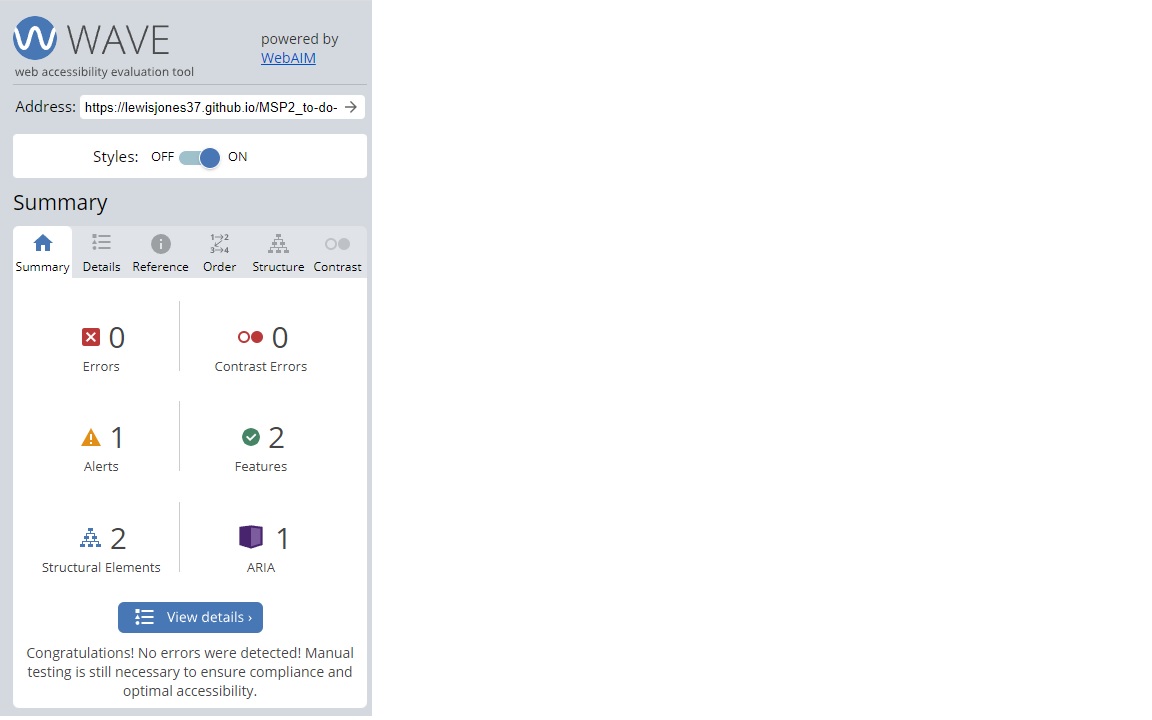 WAVE
powered by
WebAIM
web accessibility evaluation tool
Address: https://lewisjones37.github.io/MSP2_to-do-
Styles: OFF ON
Summary
Summary Details Reference Order Structure Contrast
0 0
Errors Contrast Errors
1 2
Alerts Features
2 1
Structural Elements ARIA
View details ›
Congratulations! No errors were detected! Manual
testing is still necessary to ensure compliance and
optimal accessibility.